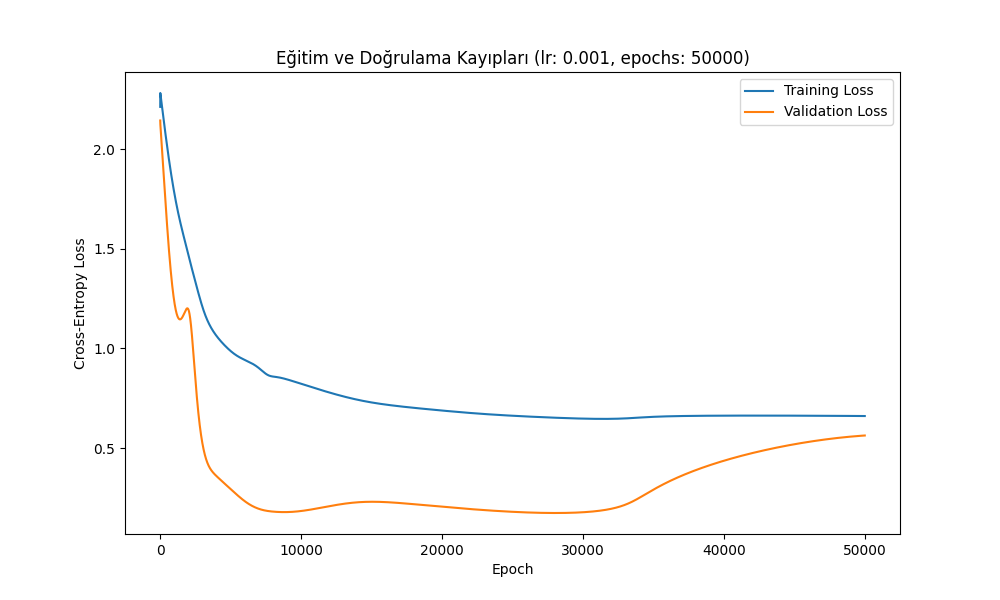 Eğitim ve Doğrulama Kayıpları (lr: 0.001, epochs: 50000)
Training Loss
Validation Loss
Cross-Entropy Loss
2.0
1.5
1.0
0.5
0 10000 20000 30000 40000 50000
Epoch